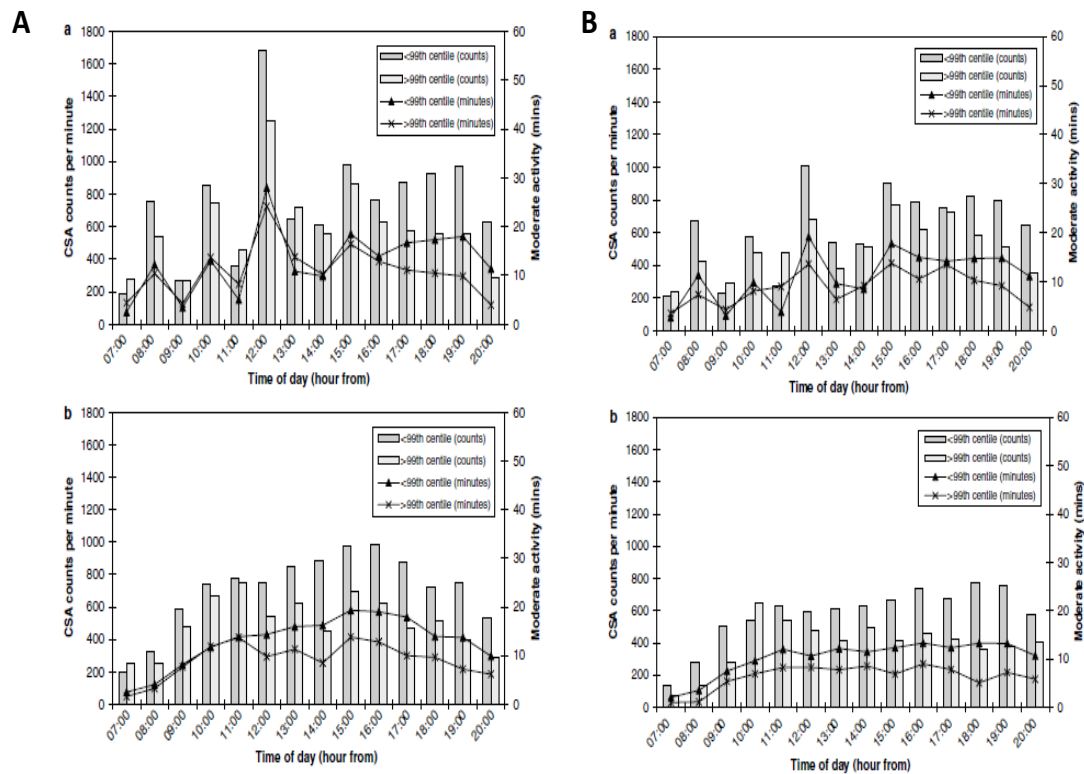 A
a
1800
1600
1400
1200
1000
800
600
400
200
0
CSA counts per minute
<99th centile (counts)
>99th centile (counts)
<99th centile (minutes)
>99th centile (minutes)
60
50
40
30
20
10
0
Moderate activity (mins)
07:00 08:00 09:00 10:00 11:00 12:00 13:00 14:00 15:00 16:00 17:00 18:00 19:00 20:00
Time of day (hour from)
B
a
1800
1600
1400
1200
1000
800
600
400
200
0
CSA counts per minute
<99th centile (counts)
>99th centile (counts)
<99th centile (minutes)
>99th centile (minutes)
60
50
40
30
20
10
0
Moderate activity (mins)
07:00 08:00 09:00 10:00 11:00 12:00 13:00 14:00 15:00 16:00 17:00 18:00 19:00 20:00
Time of day (hour from)
b
1800
1600
1400
1200
1000
800
600
400
200
0
CSA counts per minute
<99th centile (counts)
>99th centile (counts)
<99th centile (minutes)
>99th centile (minutes)
60
50
40
30
20
10
0
Moderate activity (mins)
07:00 08:00 09:00 10:00 11:00 12:00 13:00 14:00 15:00 16:00 17:00 18:00 19:00 20:00
Time of day (hour from)
b
1800
1600
1400
1200
1000
800
600
400
200
0
CSA counts per minute
<99th centile (counts)
>99th centile (counts)
<99th centile (minutes)
>99th centile (minutes)
60
50
40
30
20
10
0
Moderate activity (mins)
07:00 08:00 09:00 10:00 11:00 12:00 13:00 14:00 15:00 16:00 17:00 18:00 19:00 20:00
Time of day (hour from)